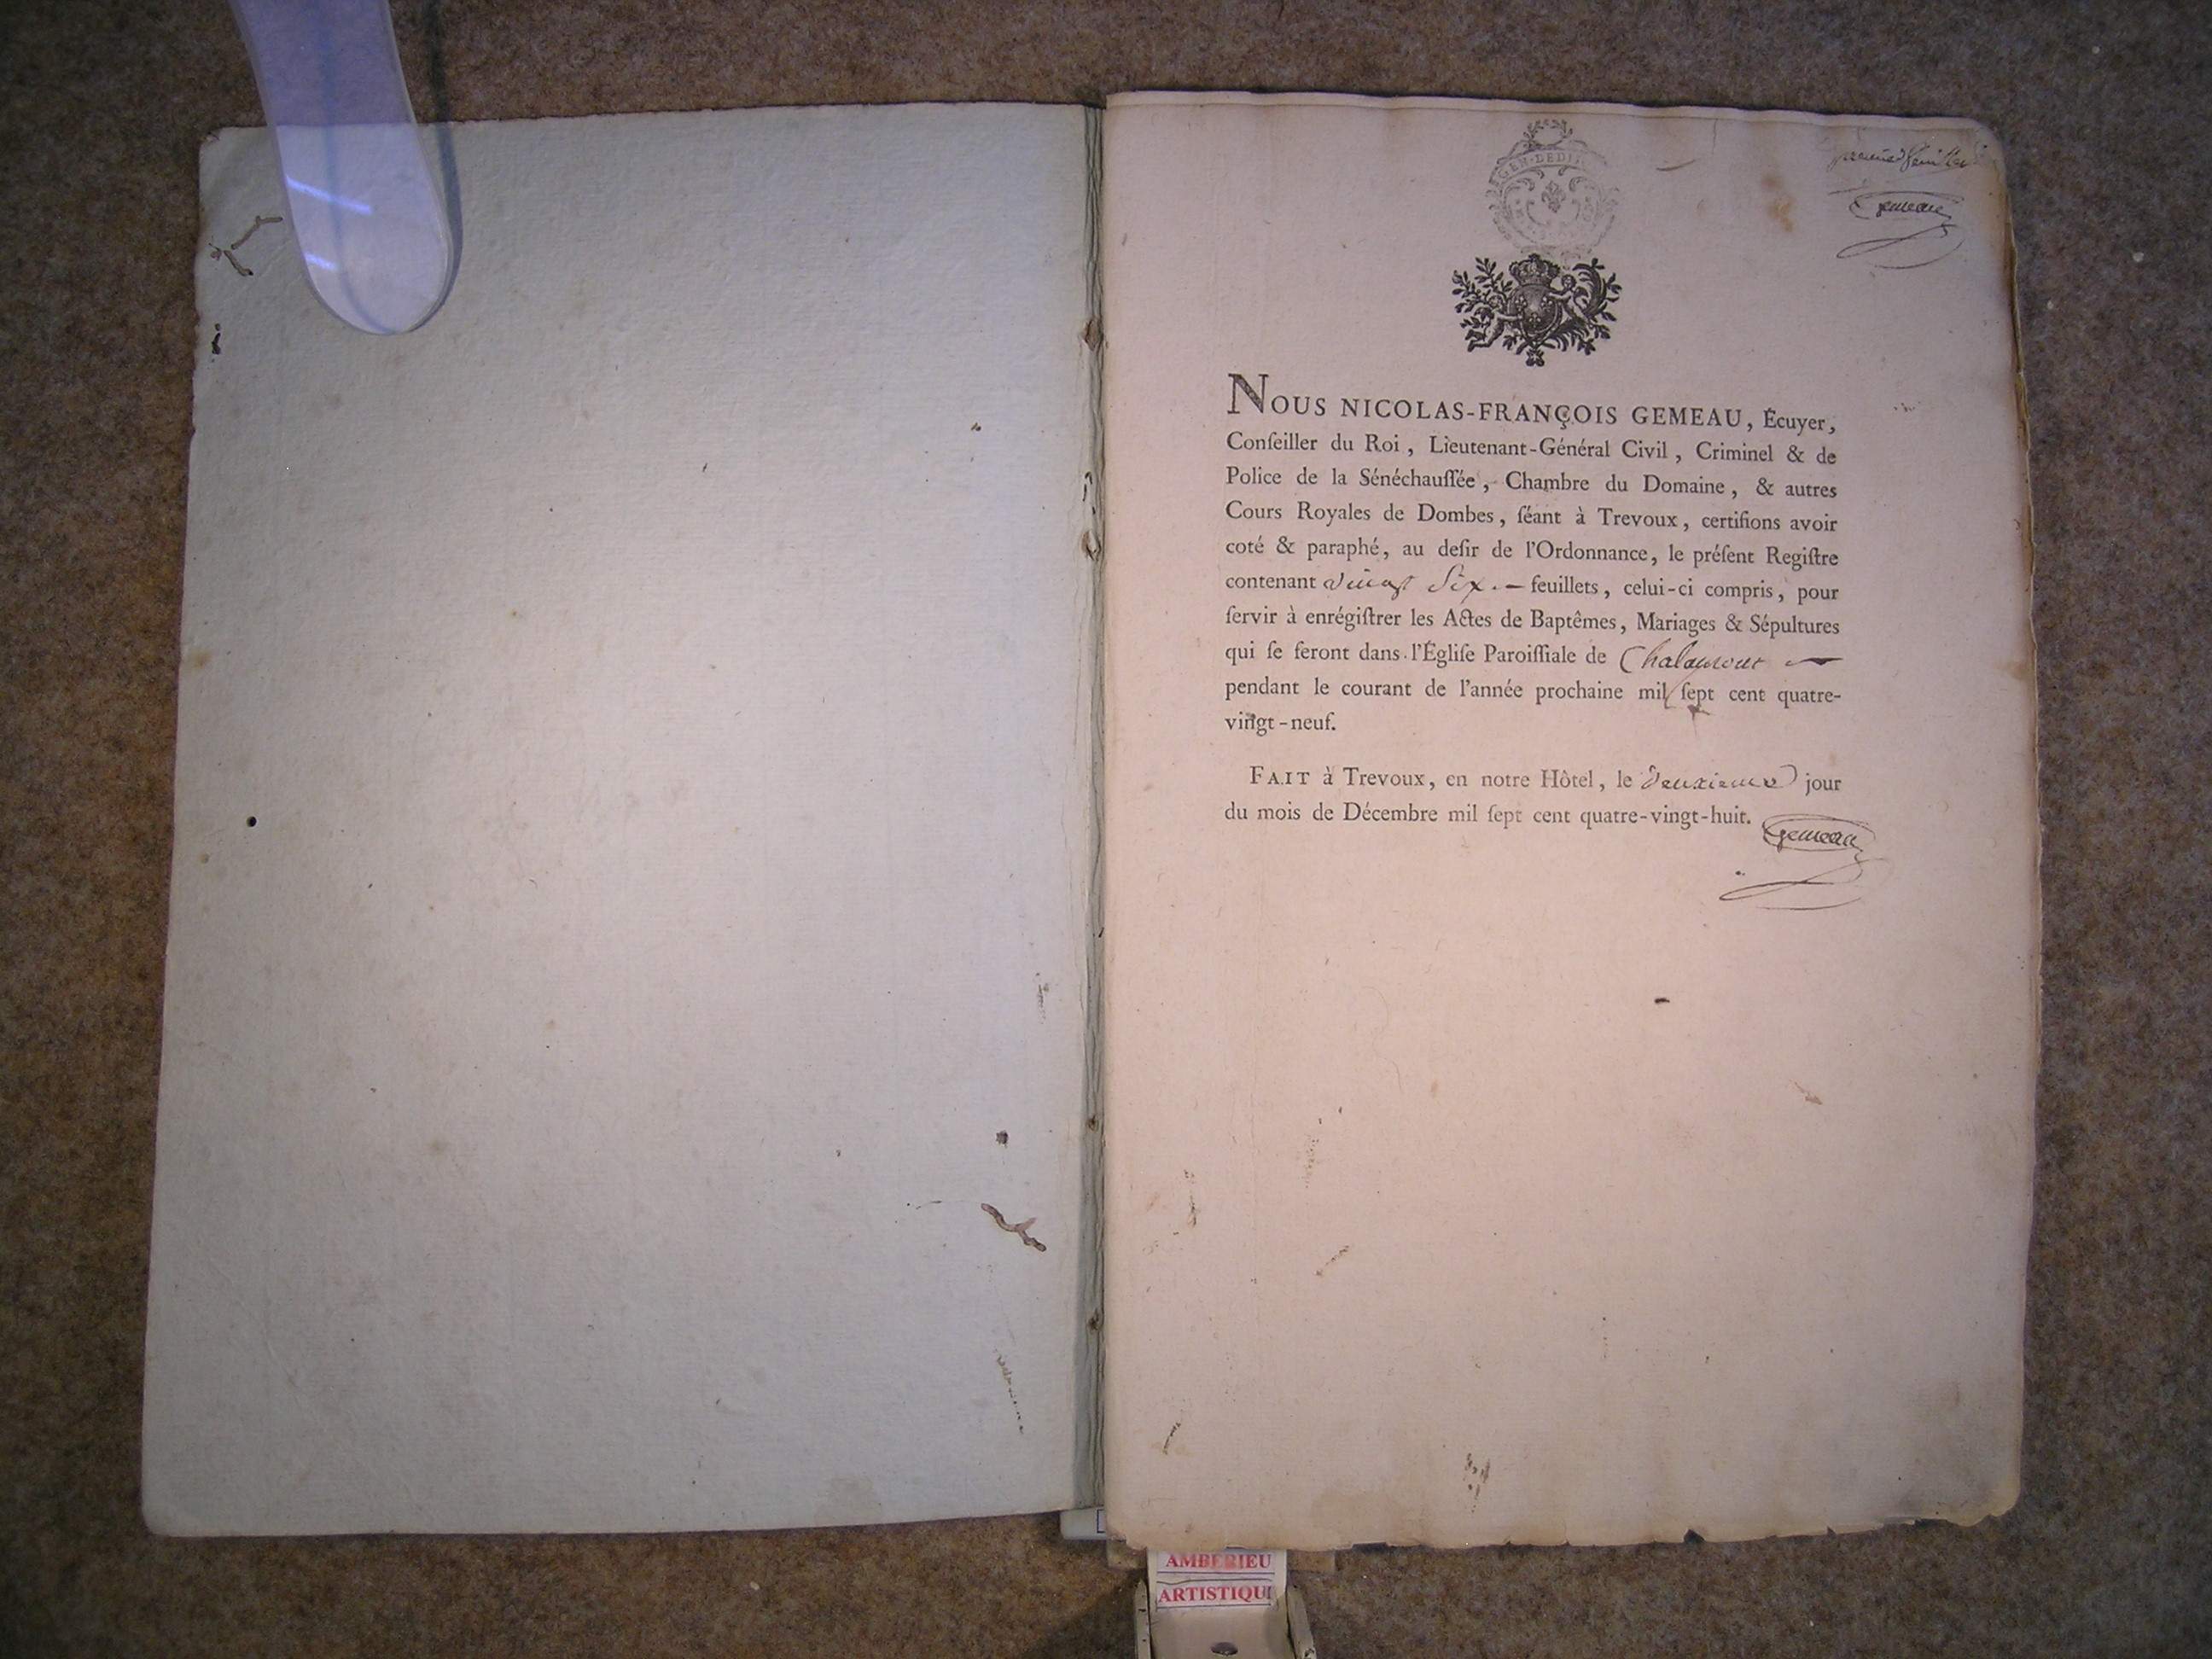 premier feuillet
Gemeau
NOUS NICOLAS-FRANÇOIS GEMEAU, Écuyer,
Conſeiller du Roi, Lieutenant-Général Civil, Criminel & de
Police de la Sénéchauſſée, Chambre du Domaine, & autres
Cours Royales de Dombes, ſéant à Trevoux, certifions avoir
coté & paraphé, au deſir de l'Ordonnance, le préſent Regiſtre
contenant vingt Six. — feuillets, celui-ci compris, pour
ſervir à enrégiſtrer les Actes de Baptêmes, Mariages & Sépultures
qui ſe feront dans l'Égliſe Paroiſſiale de Chalamont —
pendant le courant de l'année prochaine mil ſept cent quatre-
vingt-neuf.
FAIT à Trevoux, en notre Hôtel, le deuxieme jour
du mois de Décembre mil ſept cent quatre-vingt-huit.
Gemeau
AMBERIEU
ARTISTIQU